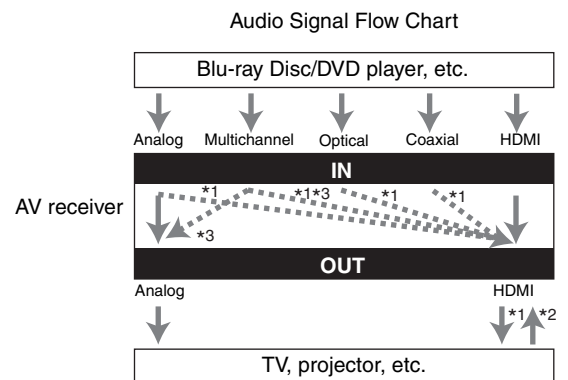 Audio Signal Flow Chart
Blu-ray Disc/DVD player, etc.
Analog Multichannel Optical Coaxial HDMI
IN
*1 *1*3 *1 *1
AV receiver
*3
OUT
Analog HDMI
*1 *2
TV, projector, etc.